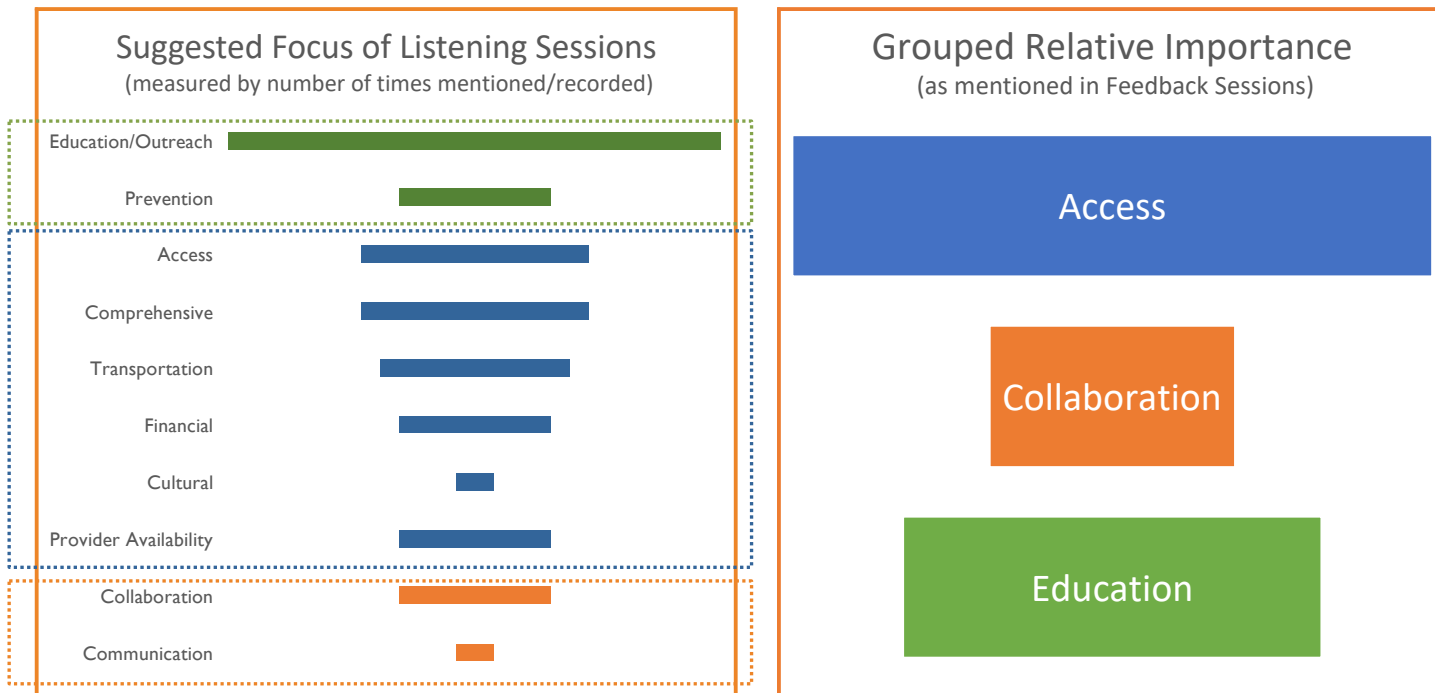 Suggested Focus of Listening Sessions
(measured by number of times mentioned/recorded)
Education/Outreach
Prevention
Access
Comprehensive
Transportation
Financial
Cultural
Provider Availability
Collaboration
Communication
Grouped Relative Importance
(as mentioned in Feedback Sessions)
Access
Collaboration
Education